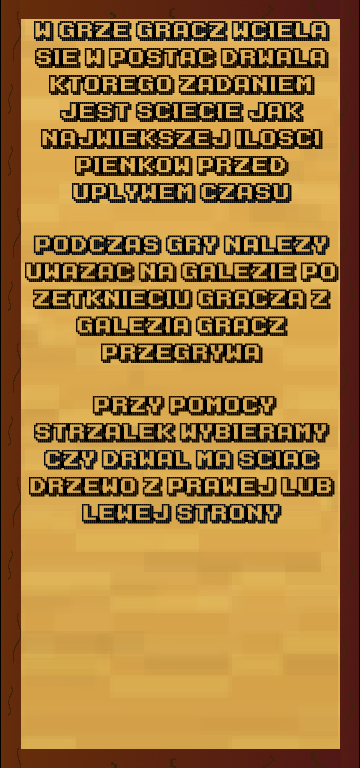 W GRZE GRACZ WCIELA
SIE W POSTAC DRWALA
KTOREGO ZADANIEM
JEST SCIECIE JAK
NAJWIEKSZEJ ILOSCI
PIENKOW PRZED
UPLYWEM CZASU
PODCZAS GRY NALEZY
UWAZAC NA GALEZIE PO
ZETKNIECIU GRACZA Z
GALEZIA GRACZ
PRZEGRYWA
PRZY POMOCY
STRZALEK WYBIERAMY
CZY DRWAL MA SCIAC
DRZEWO Z PRAWEJ LUB
LEWEJ STRONY